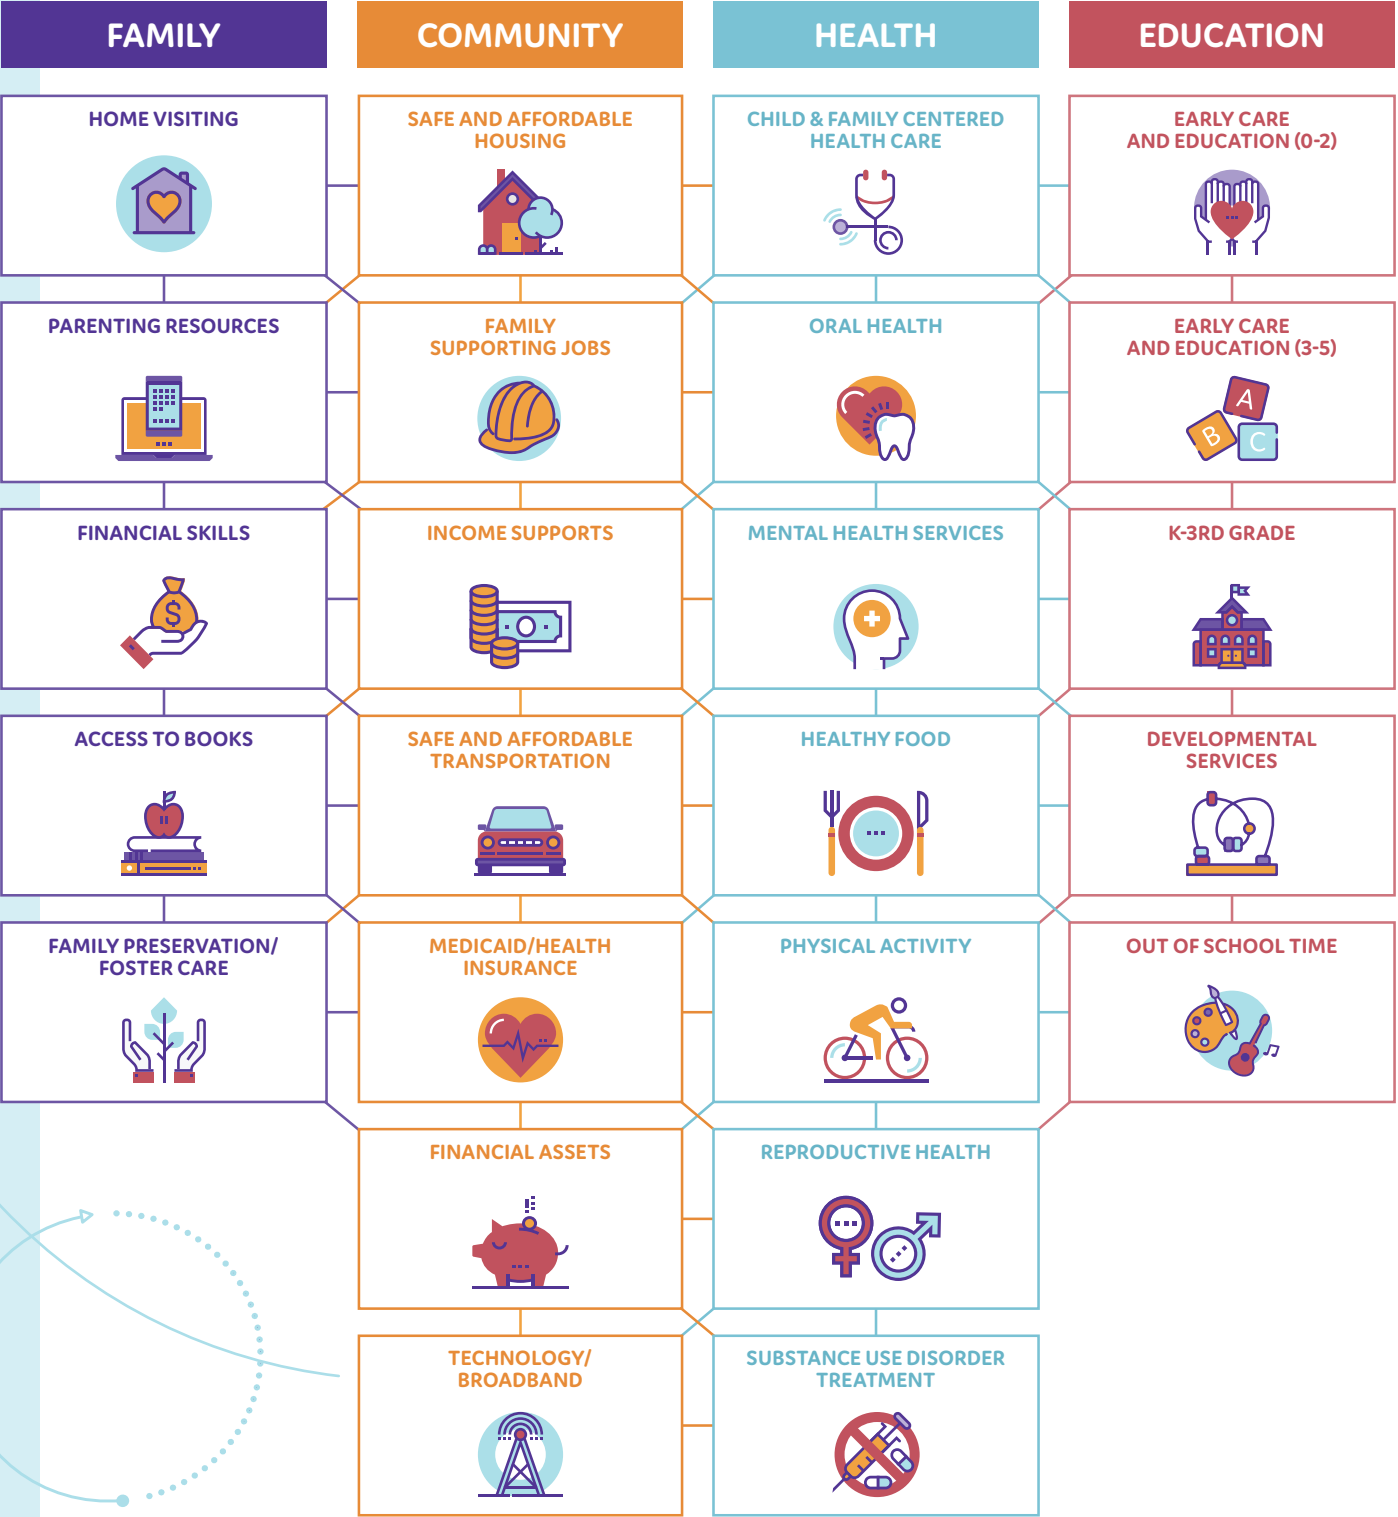 FAMILY
COMMUNITY
HEALTH
EDUCATION
HOME VISITING
SAFE AND AFFORDABLE
HOUSING
CHILD & FAMILY CENTERED
HEALTH CARE
EARLY CARE
AND EDUCATION (0-2)
PARENTING RESOURCES
FAMILY
SUPPORTING JOBS
ORAL HEALTH
EARLY CARE
AND EDUCATION (3-5)
A
B
C
FINANCIAL SKILLS
$
INCOME SUPPORTS
MENTAL HEALTH SERVICES
K-3RD GRADE
ACCESS TO BOOKS
SAFE AND AFFORDABLE
TRANSPORTATION
HEALTHY FOOD
DEVELOPMENTAL
SERVICES
FAMILY PRESERVATION/
FOSTER CARE
MEDICAID/HEALTH
INSURANCE
PHYSICAL ACTIVITY
OUT OF SCHOOL TIME
FINANCIAL ASSETS
REPRODUCTIVE HEALTH
TECHNOLOGY/
BROADBAND
SUBSTANCE USE DISORDER
TREATMENT